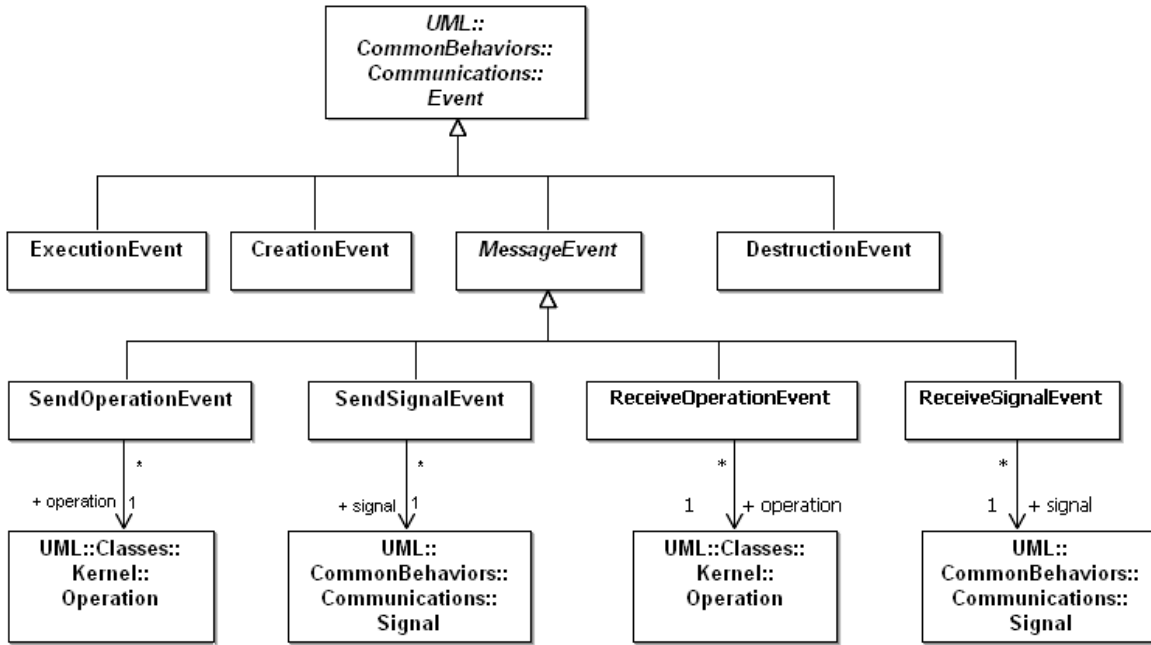 UML::
CommonBehaviors::
Communications::
Event
ExecutionEvent
CreationEvent
MessageEvent
DestructionEvent
SendOperationEvent
SendSignalEvent
ReceiveOperationEvent
ReceiveSignalEvent
*
*
*
*
+ operation
1
+ signal
1
1
+ operation
1
+ signal
UML::Classes::
Kernel::
Operation
UML::
CommonBehaviors::
Communications::
Signal
UML::Classes::
Kernel::
Operation
UML::
CommonBehaviors::
Communications::
Signal